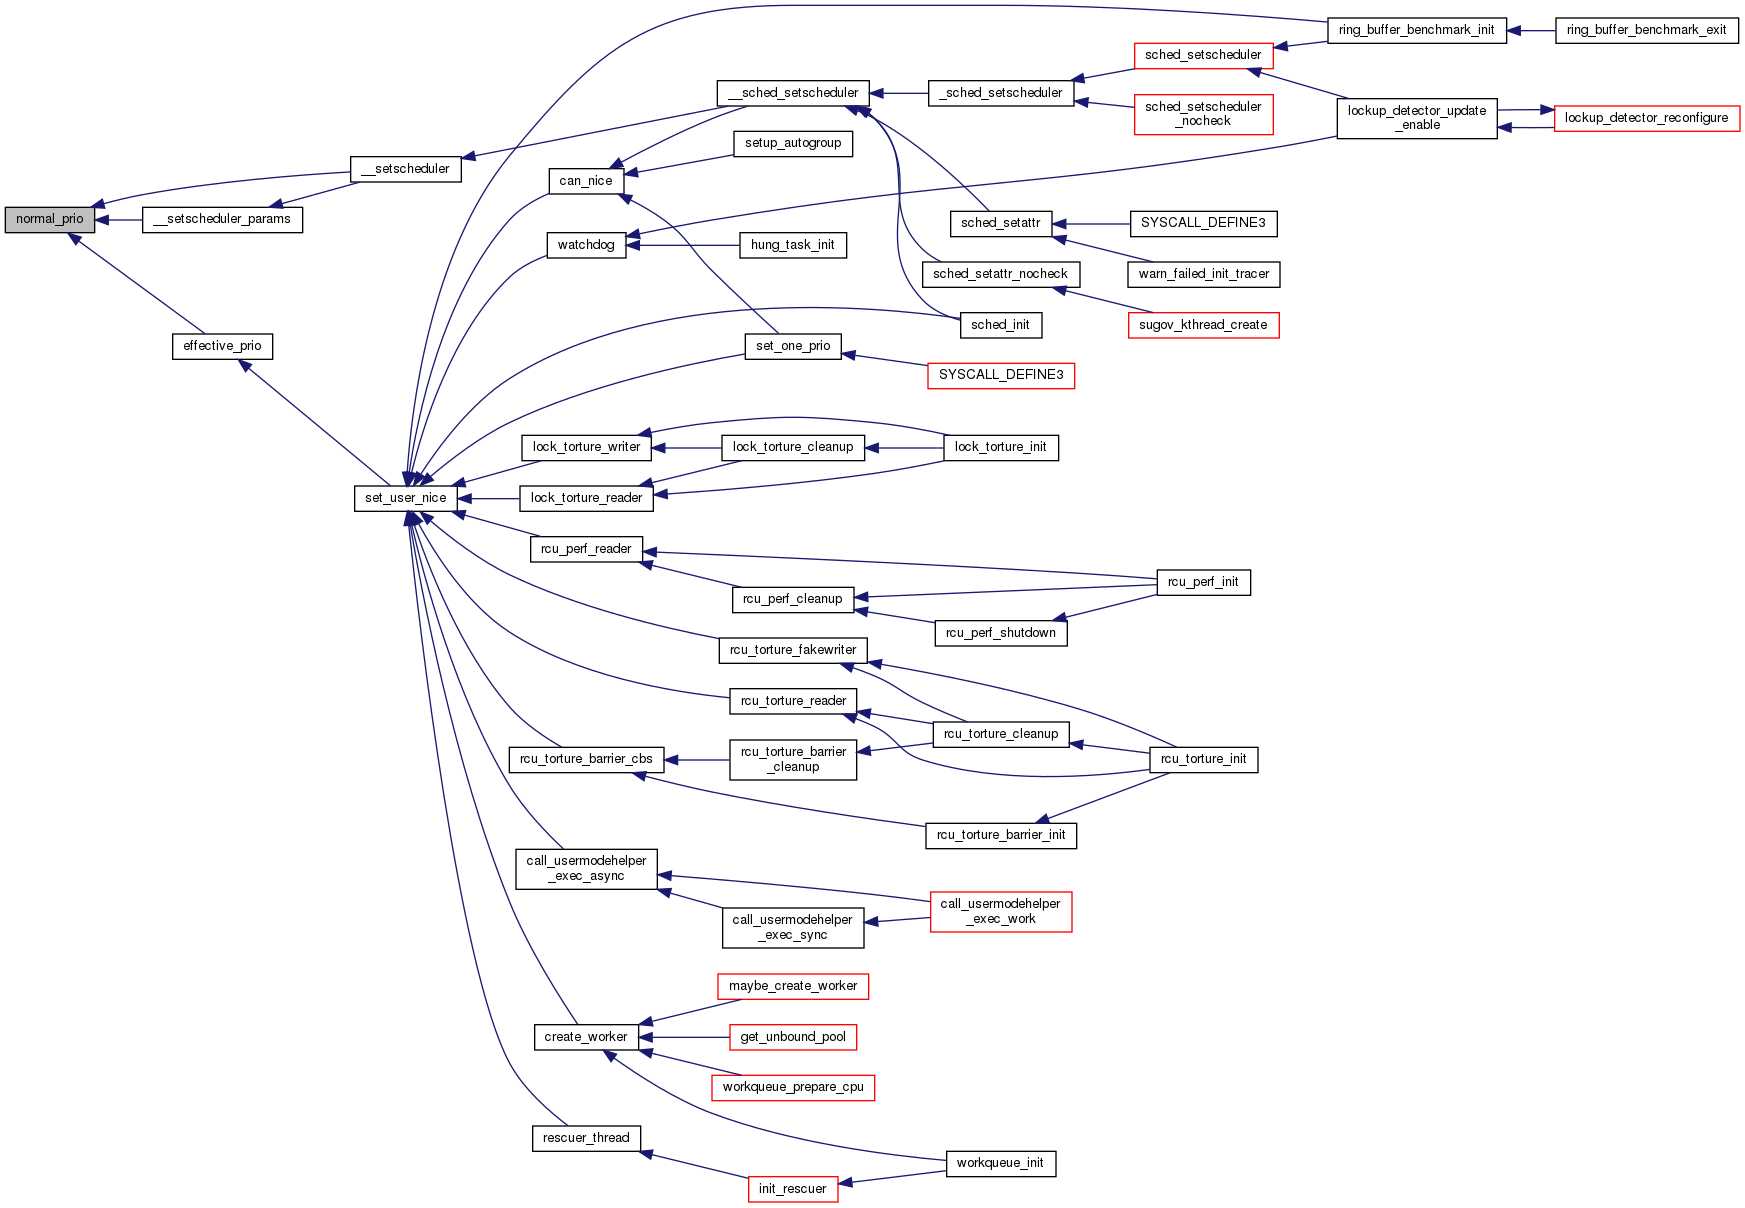 ring_buffer_benchmark_init
ring_buffer_benchmark_exit
sched_setscheduler
__sched_setscheduler
_sched_setscheduler
sched_setscheduler
_nocheck
lockup_detector_update
_enable
lockup_detector_reconfigure
setup_autogroup
__setscheduler
can_nice
normal_prio
__setscheduler_params
sched_setattr
SYSCALL_DEFINE3
watchdog
hung_task_init
sched_setattr_nocheck
warn_failed_init_tracer
sched_init
sugov_kthread_create
effective_prio
set_one_prio
SYSCALL_DEFINE3
lock_torture_writer
lock_torture_cleanup
lock_torture_init
set_user_nice
lock_torture_reader
rcu_perf_reader
rcu_perf_init
rcu_perf_cleanup
rcu_perf_shutdown
rcu_torture_fakewriter
rcu_torture_reader
rcu_torture_cleanup
rcu_torture_barrier_cbs
rcu_torture_barrier
_cleanup
rcu_torture_init
rcu_torture_barrier_init
call_usermodehelper
_exec_async
call_usermodehelper
_exec_work
call_usermodehelper
_exec_sync
maybe_create_worker
create_worker
get_unbound_pool
workqueue_prepare_cpu
rescuer_thread
workqueue_init
init_rescuer